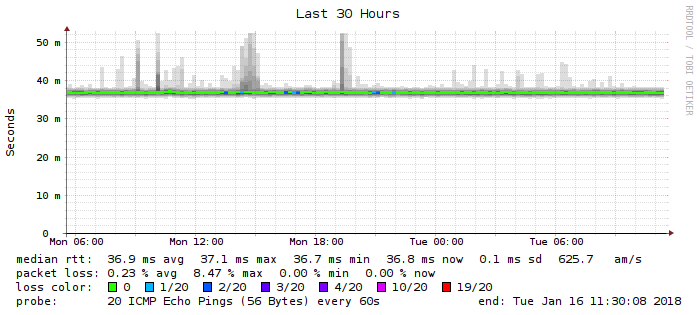 Last 30 Hours
RRDTOOL / TOBI OETIKER
Seconds
50 m
40 m
30 m
20 m
10 m
0
Mon 06:00 Mon 12:00 Mon 18:00 Tue 00:00 Tue 06:00
median rtt: 36.9 ms avg 37.1 ms max 36.7 ms min 36.8 ms now 0.1 ms sd 625.7 am/s
packet loss: 0.23 % avg 8.47 % max 0.00 % min 0.00 % now
loss color: 0 1/20 2/20 3/20 4/20 10/20 19/20
probe: 20 ICMP Echo Pings (56 Bytes) every 60s end: Tue Jan 16 11:30:08 2018